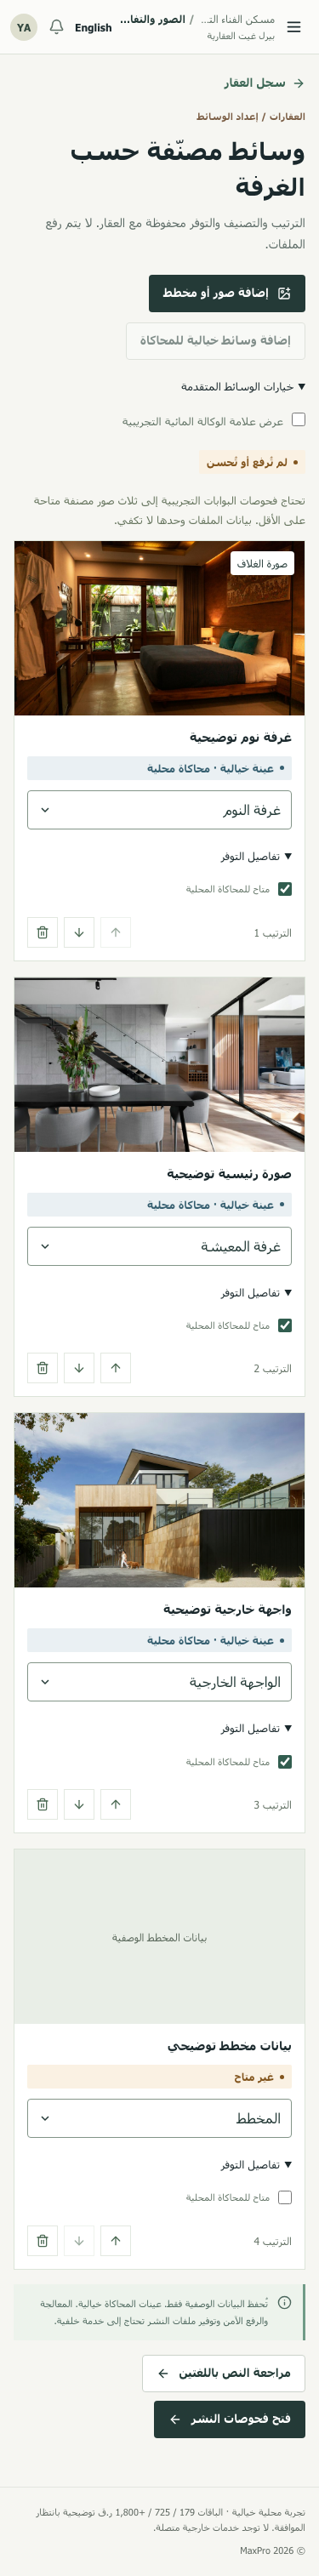 مسكن الفناء الت... / الصور والنفا...
بيرل غيت العقارية
English
YA
سجل العقار
العقارات / إعداد الوسائط
وسائط مصنّفة حسب
الغرفة
الترتيب والتصنيف والتوفر محفوظة مع العقار. لا يتم رفع
الملفات.
إضافة صور أو مخطط
إضافة وسائط خيالية للمحاكاة
خيارات الوسائط المتقدمة
عرض علامة الوكالة المائية التجريبية
لم تُرفع أو تُحسن
تحتاج فحوصات البوابات التجريبية إلى ثلاث صور مصنفة متاحة
على الأقل. بيانات الملفات وحدها لا تكفي.
صورة الغلاف
غرفة نوم توضيحية
عينة خيالية · محاكاة محلية
غرفة النوم
تفاصيل التوفر
متاح للمحاكاة المحلية
الترتيب 1
صورة رئيسية توضيحية
عينة خيالية · محاكاة محلية
غرفة المعيشة
تفاصيل التوفر
متاح للمحاكاة المحلية
الترتيب 2
واجهة خارجية توضيحية
عينة خيالية · محاكاة محلية
الواجهة الخارجية
تفاصيل التوفر
متاح للمحاكاة المحلية
الترتيب 3
بيانات المخطط الوصفية
بيانات مخطط توضيحي
غير متاح
المخطط
تفاصيل التوفر
متاح للمحاكاة المحلية
الترتيب 4
تُحفظ البيانات الوصفية فقط. عينات المحاكاة خيالية. المعالجة
والرفع الآمن وتوفير ملفات النشر تحتاج إلى خدمة خلفية.
مراجعة النص باللغتين
فتح فحوصات النشر
تجربة محلية خيالية · الباقات 179 / 725 / +1,800 ر.ق توضيحية بانتظار
الموافقة. لا توجد خدمات خارجية متصلة.
© 2026 MaxPro